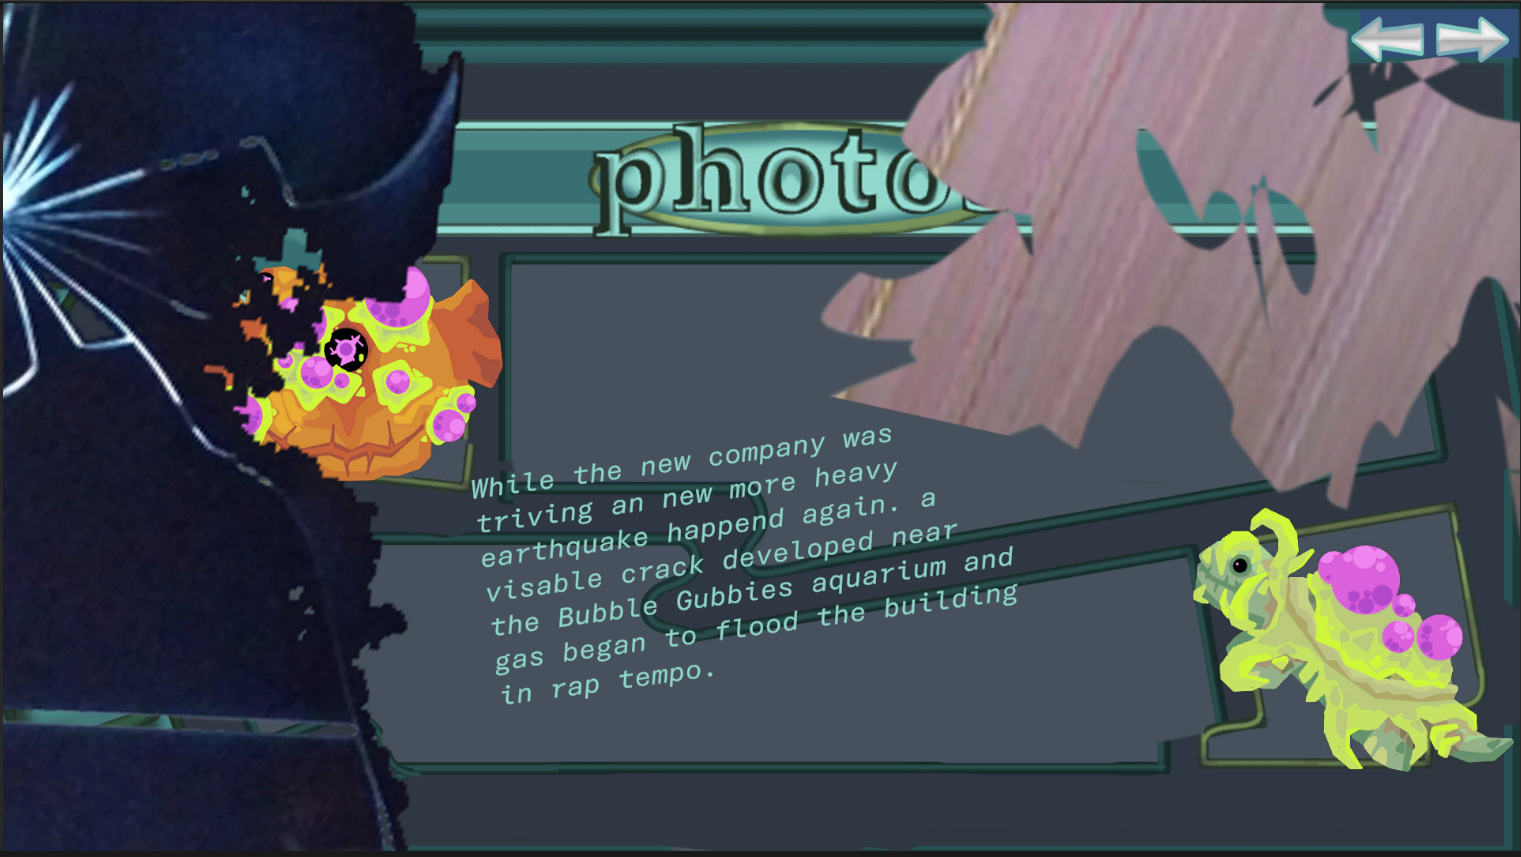 photo
While the new company was
triving an new more heavy
earthquake happend again. a
visable crack developed near
the Bubble Gubbies aquarium and
gas began to flood the building
in rap tempo.